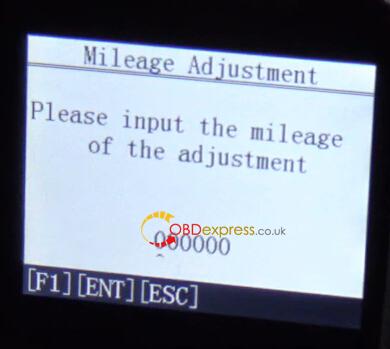 Mileage Adjustment
Please input the mileage
of the adjustment
OBDexpress.co.uk
000000
[F1][ENT][ESC]